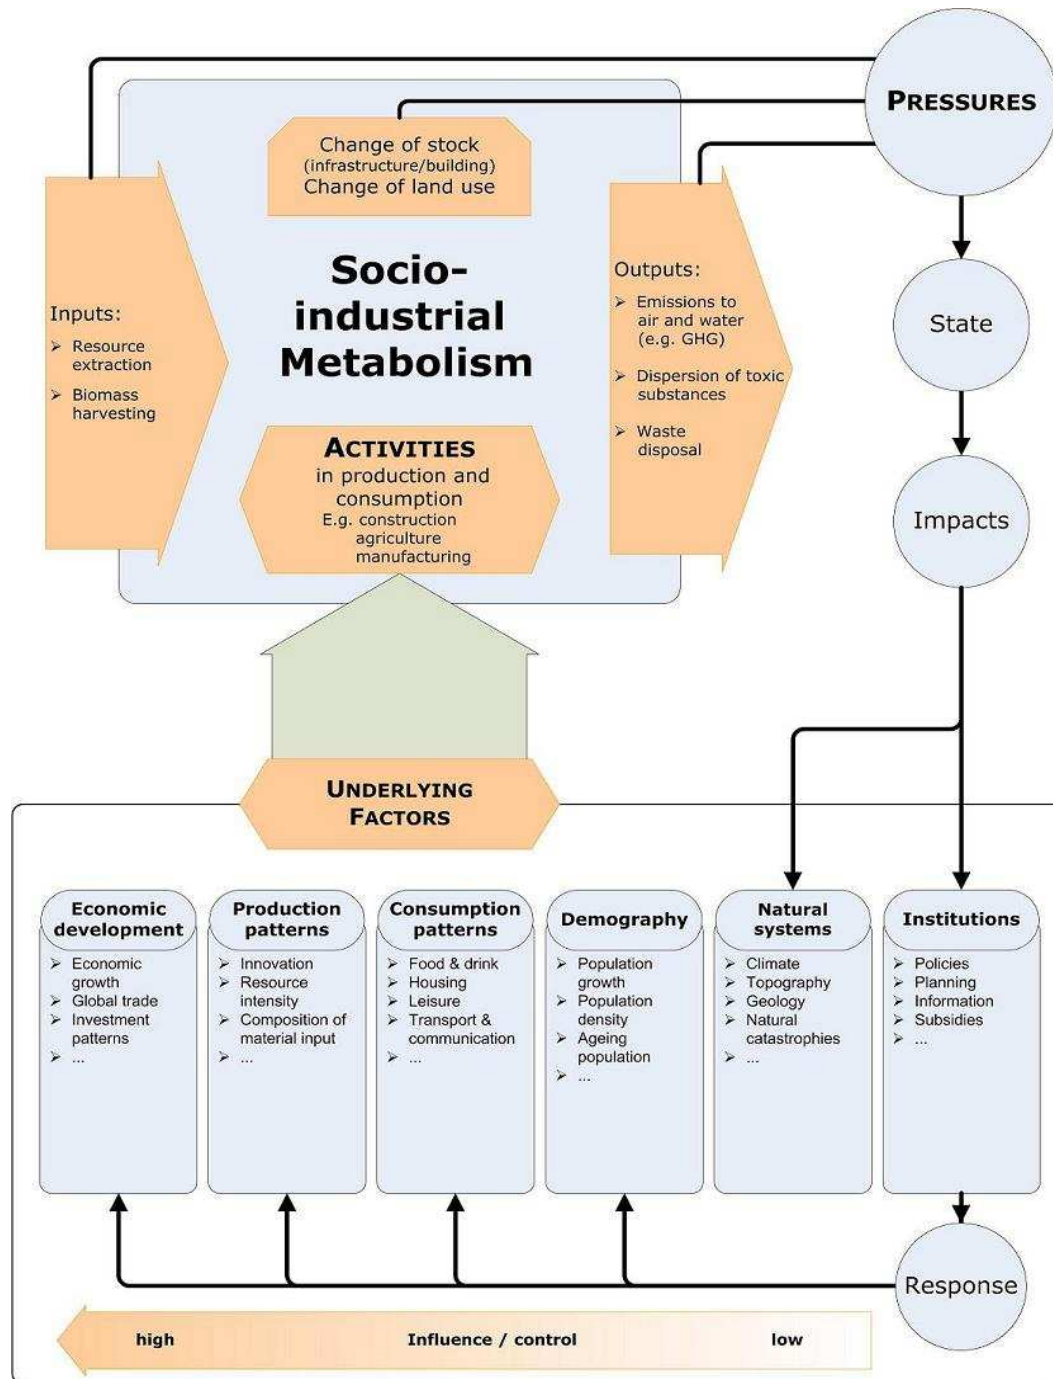 PRESSURES
Change of stock
(infrastructure/building)
Change of land use
Socio-
industrial
Metabolism
Inputs:
➢ Resource
extraction
➢ Biomass
harvesting
Outputs:
➢ Emissions to
air and water
(e.g. GHG)
➢ Dispersion of toxic
substances
➢ Waste
disposal
State
ACTIVITIES
in production and
consumption
E.g. construction
agriculture
manufacturing
Impacts
UNDERLYING
FACTORS
Economic
development
➢ Economic
growth
➢ Global trade
➢ Investment
patterns
➢ ...
Production
patterns
➢ Innovation
➢ Resource
intensity
➢ Composition of
material input
➢ ...
Consumption
patterns
➢ Food & drink
➢ Housing
➢ Leisure
➢ Transport &
communication
➢ ...
Demography
➢ Population
growth
➢ Population
density
➢ Ageing
population
➢ ...
Natural
systems
➢ Climate
➢ Topography
➢ Geology
➢ Natural
catastrophies
➢ ...
Institutions
➢ Policies
➢ Planning
➢ Information
➢ Subsidies
➢ ...
Response
high Influence / control low